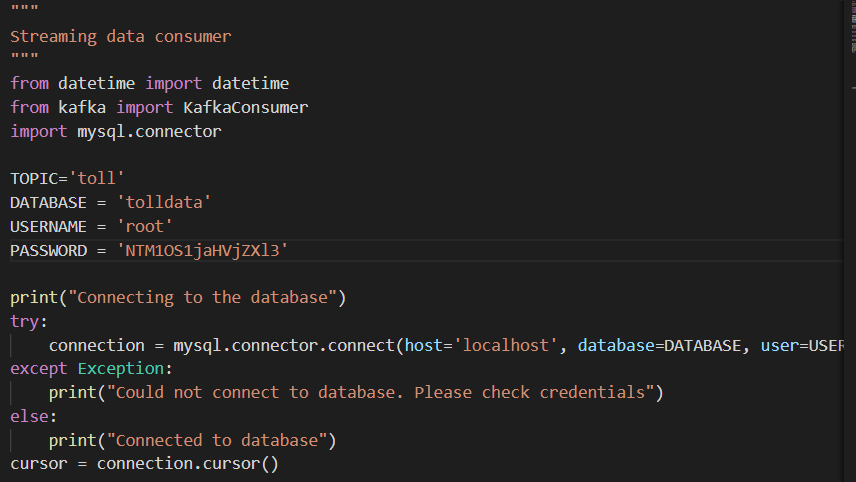 """
Streaming data consumer
"""
from datetime import datetime
from kafka import KafkaConsumer
import mysql.connector
TOPIC='toll'
DATABASE = 'tolldata'
USERNAME = 'root'
PASSWORD = 'NTM1OS1jaHVjZXl3'
print("Connecting to the database")
try:
    connection = mysql.connector.connect(host='localhost', database=DATABASE, user=USER
except Exception:
    print("Could not connect to database. Please check credentials")
else:
    print("Connected to database")
cursor = connection.cursor()